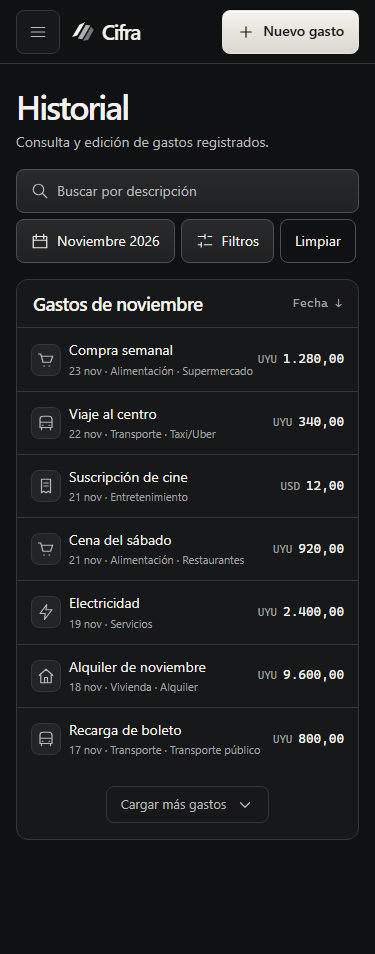 Cifra
Nuevo gasto
Historial
Consulta y edición de gastos registrados.
Buscar por descripción
Noviembre 2026
Filtros
Limpiar
Gastos de noviembre
Fecha ↓
Compra semanal
UYU 1.280,00
23 nov · Alimentación · Supermercado
Viaje al centro
UYU 340,00
22 nov · Transporte · Taxi/Uber
Suscripción de cine
USD 12,00
21 nov · Entretenimiento
Cena del sábado
UYU 920,00
21 nov · Alimentación · Restaurantes
Electricidad
UYU 2.400,00
19 nov · Servicios
Alquiler de noviembre
UYU 9.600,00
18 nov · Vivienda · Alquiler
Recarga de boleto
UYU 800,00
17 nov · Transporte · Transporte público
Cargar más gastos